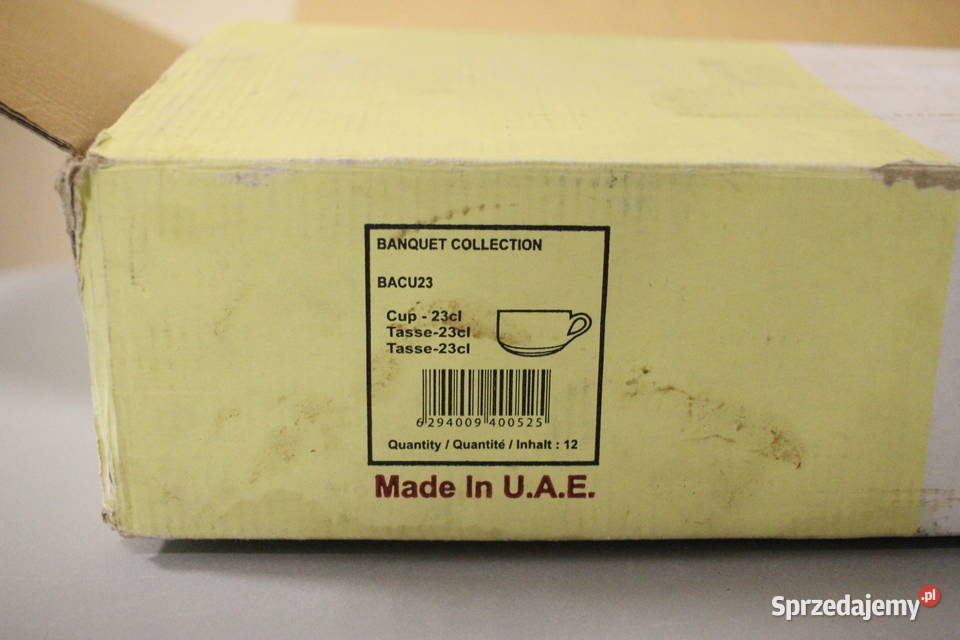 BANQUET COLLECTION
BACU23
Cup - 23cl
Tasse-23cl
Tasse-23cl
6 294009 400525
Quantity / Quantité / Inhalt : 12
Made In U.A.E.
Sprzedajemy.pl